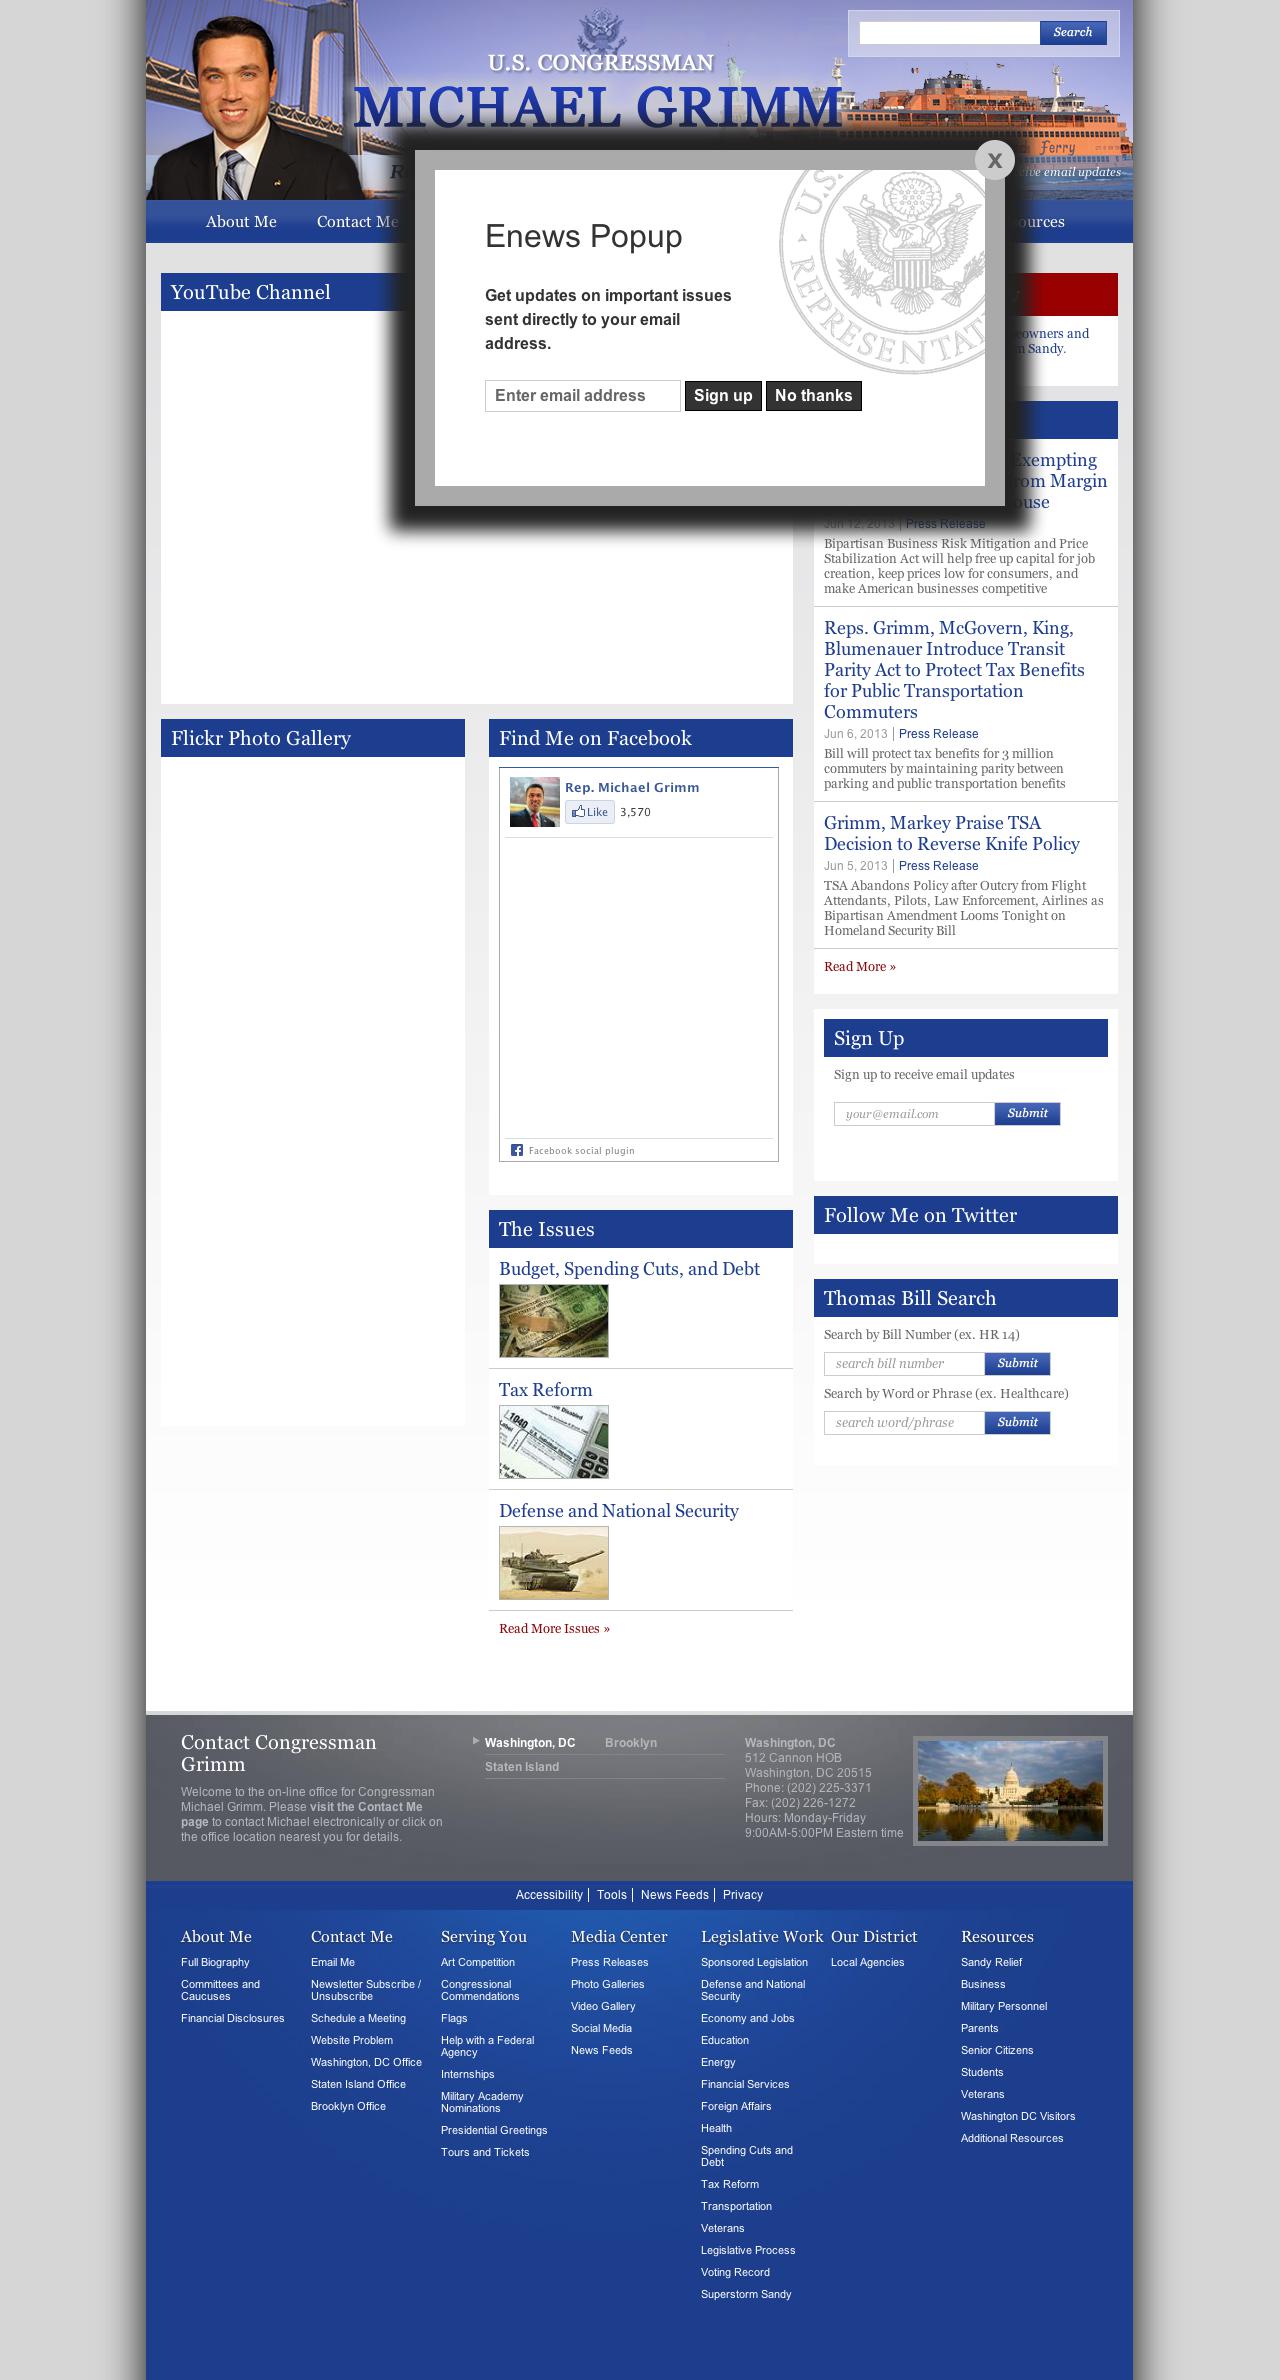 Search
U.S. CONGRESSMAN
MICHAEL GRIMM
Ferry
email updates
About Me
Contact Me
x
Enews Popup
Get updates on important issues
sent directly to your email
address.
Enter email address
Sign up
No thanks
YouTube Channel
and
Sandy.
Exempting
Margin
Jun 12, 2013 | Press Release
Bipartisan Business Risk Mitigation and Price
Stabilization Act will help free up capital for job
creation, keep prices low for consumers, and
make American businesses competitive
Reps. Grimm, McGovern, King,
Blumenauer Introduce Transit
Parity Act to Protect Tax Benefits
for Public Transportation
Commuters
Jun 6, 2013 | Press Release
Bill will protect tax benefits for 3 million
commuters by maintaining parity between
parking and public transportation benefits
Grimm, Markey Praise TSA
Decision to Reverse Knife Policy
Jun 5, 2013 | Press Release
TSA Abandons Policy after Outcry from Flight
Attendants, Pilots, Law Enforcement, Airlines as
Bipartisan Amendment Looms Tonight on
Homeland Security Bill
Read More »
Flickr Photo Gallery
Find Me on Facebook
Rep. Michael Grimm
Like 3,570
Facebook social plugin
Sign Up
Sign up to receive email updates
your@email.com
Submit
Follow Me on Twitter
The Issues
Budget, Spending Cuts, and Debt
Tax Reform
1040
Defense and National Security
Read More Issues »
Thomas Bill Search
Search by Bill Number (ex. HR 14)
search bill number
Submit
Search by Word or Phrase (ex. Healthcare)
search word/phrase
Submit
Contact Congressman
Grimm
Welcome to the on-line office for Congressman
Michael Grimm. Please visit the Contact Me
page to contact Michael electronically or click on
the office location nearest you for details.
Washington, DC
Brooklyn
Staten Island
Washington, DC
512 Cannon HOB
Washington, DC 20515
Phone: (202) 225-3371
Fax: (202) 226-1272
Hours: Monday-Friday
9:00AM-5:00PM Eastern time
Accessibility | Tools | News Feeds | Privacy
About Me
Full Biography
Committees and
Caucuses
Financial Disclosures
Contact Me
Email Me
Newsletter Subscribe /
Unsubscribe
Schedule a Meeting
Website Problem
Washington, DC Office
Staten Island Office
Brooklyn Office
Serving You
Art Competition
Congressional
Commendations
Flags
Help with a Federal
Agency
Internships
Military Academy
Nominations
Presidential Greetings
Tours and Tickets
Media Center
Press Releases
Photo Galleries
Video Gallery
Social Media
News Feeds
Legislative Work
Sponsored Legislation
Defense and National
Security
Economy and Jobs
Education
Energy
Financial Services
Foreign Affairs
Health
Spending Cuts and
Debt
Tax Reform
Transportation
Veterans
Legislative Process
Voting Record
Superstorm Sandy
Our District
Local Agencies
Resources
Sandy Relief
Business
Military Personnel
Parents
Senior Citizens
Students
Veterans
Washington DC Visitors
Additional Resources